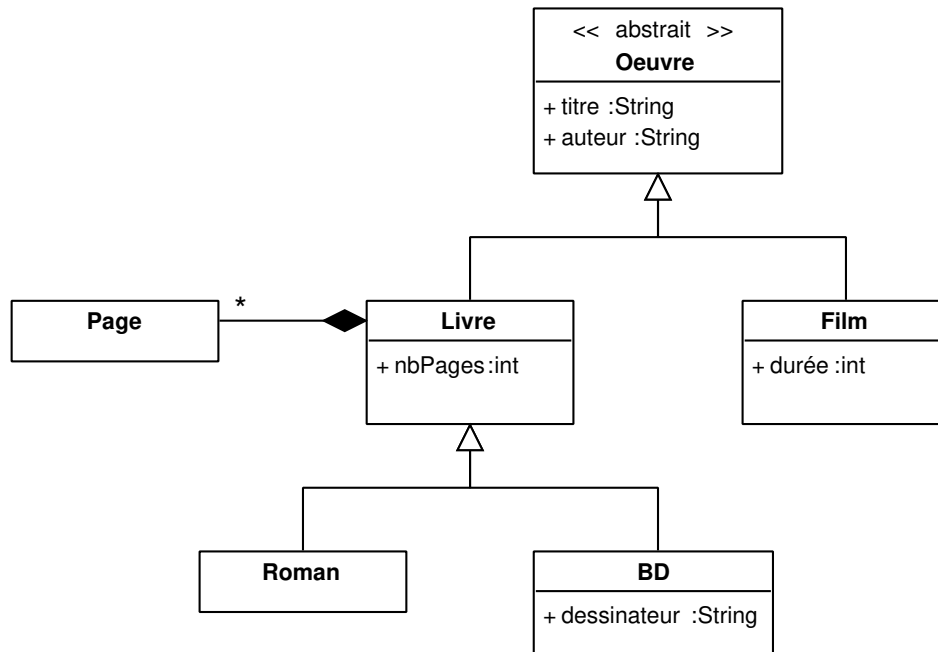 << abstrait >>
Oeuvre
+ titre :String
+ auteur :String
*
Page
Livre
+ nbPages:int
Film
+ durée :int
Roman
BD
+ dessinateur :String